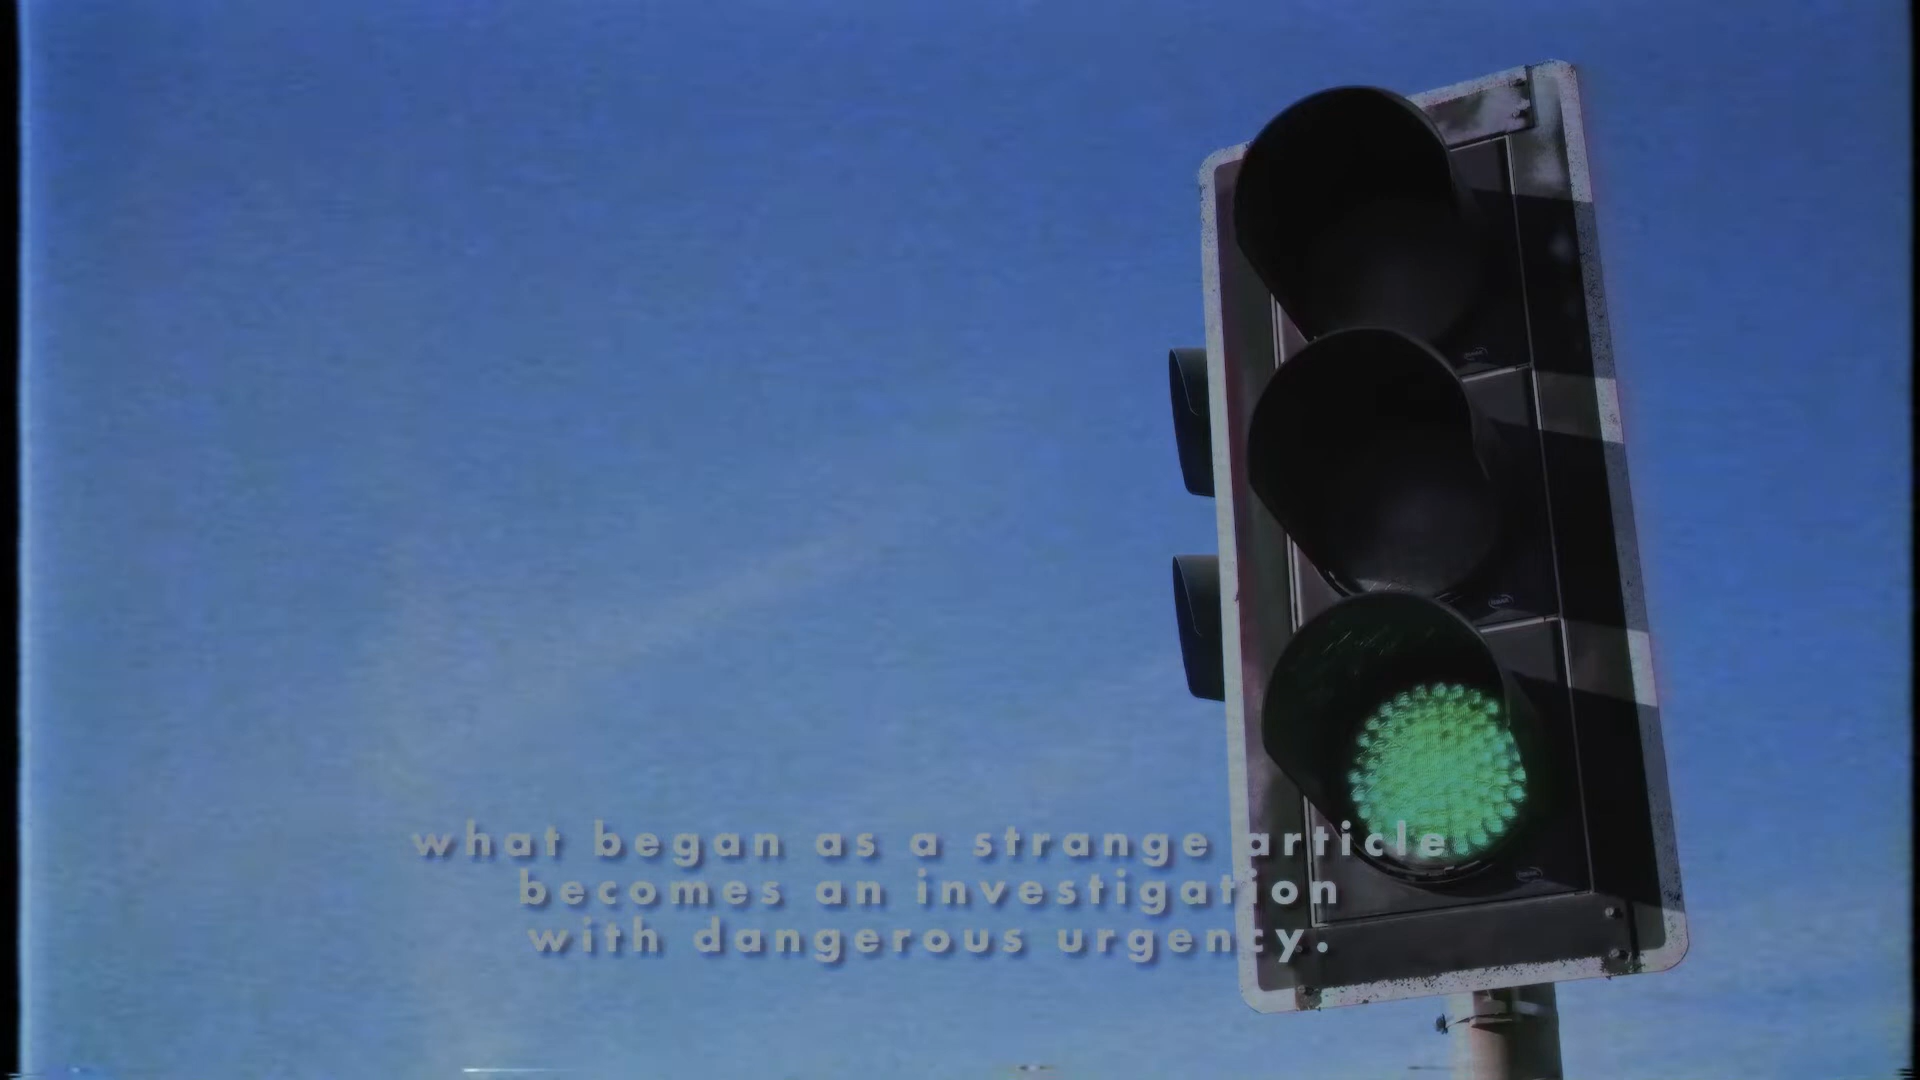 what began as a strange article
becomes an investigation
with dangerous urgency.